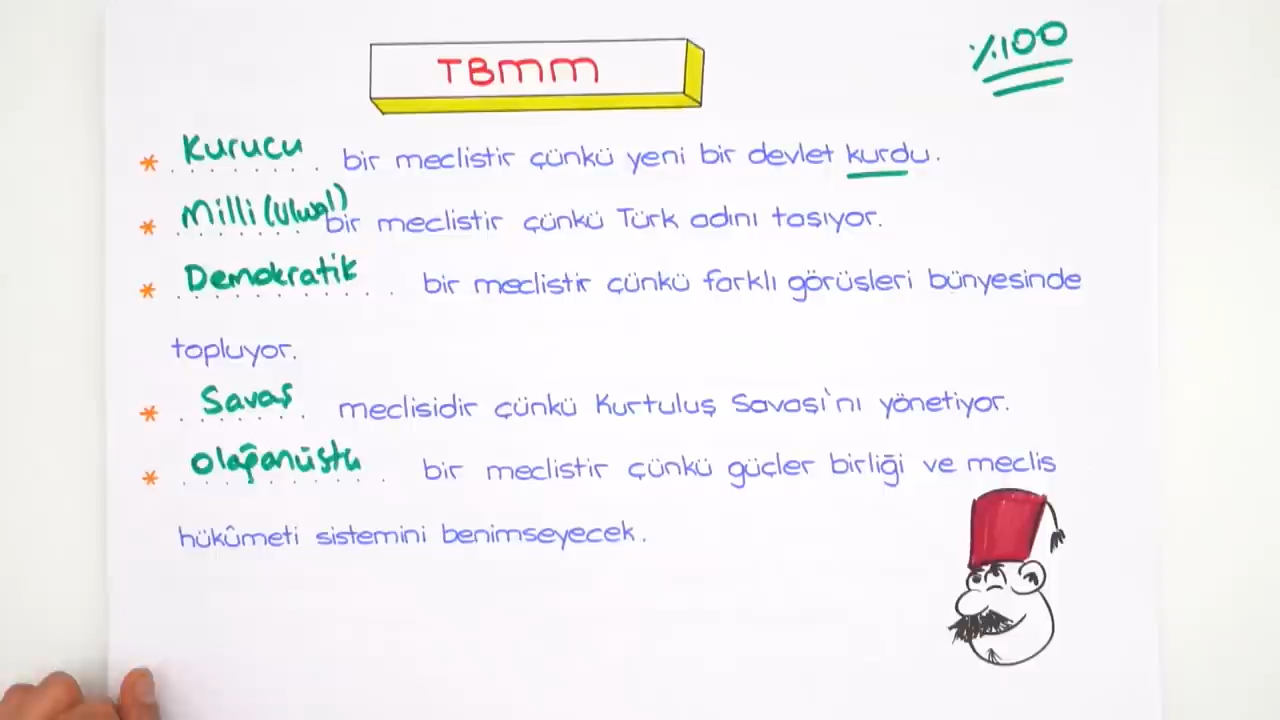 TBMM
%100
* Kurucu bir meclistir çünkü yeni bir devlet kurdu.
* Milli (Ulusal) bir meclistir çünkü Türk adını taşıyor.
* Demokratik bir meclistir çünkü farklı görüşleri bünyesinde
topluyor.
* Savaş meclisidir çünkü Kurtuluş Savaşı'nı yönetiyor.
* Olağanüstü bir meclistir çünkü güçler birliği ve meclis
hükûmeti sistemini benimseyecek.